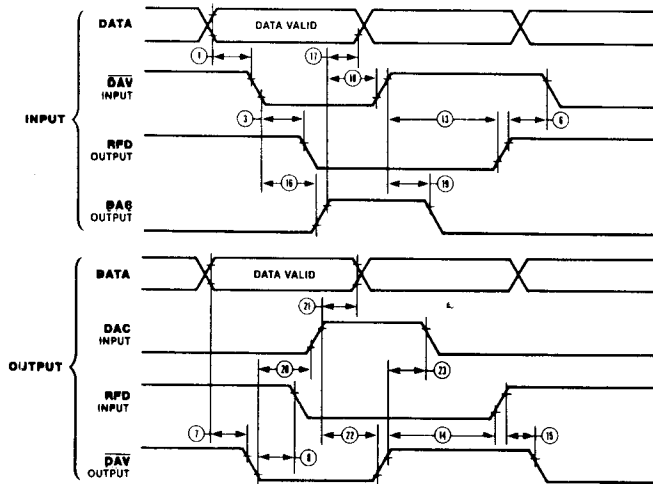 DATA
DATA VALID
1
17
18
DAV
INPUT
INPUT
3
13
6
RFD
OUTPUT
16
19
DAC
OUTPUT
DATA
DATA VALID
21
DAC
INPUT
OUTPUT
20
23
RFD
INPUT
7
8
22
14
15
DAV
OUTPUT